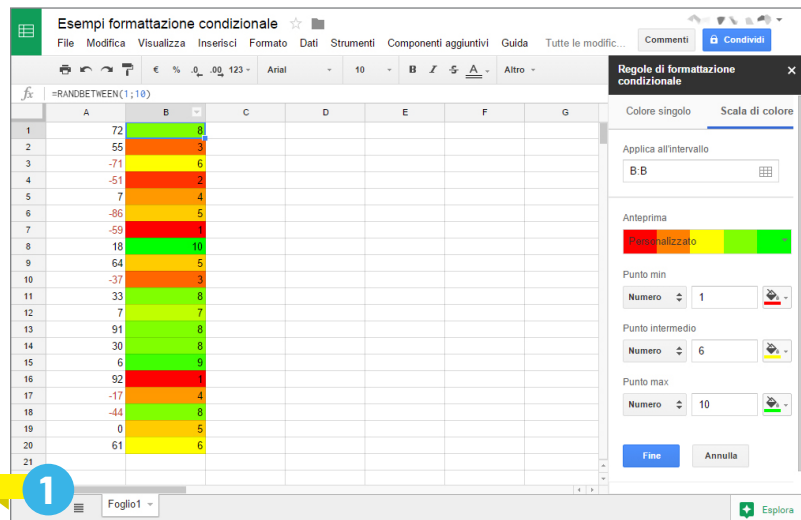 Esempi formattazione condizionale
File Modifica Visualizza Inserisci Formato Dati Strumenti Componenti aggiuntivi Guida Tutte le modific...
Commenti Condividi
€ % .0 .00 123 Arial 10 B I S A Altro
Regole di formattazione condizionale ×
fx =RANDBETWEEN(1;10)
A B C D E F G
1 72 8
2 55 3
3 -71 6
4 -51 2
5 7 4
6 -86 5
7 -59 1
8 18 10
9 64 5
10 -37 3
11 33 8
12 7 7
13 91 8
14 30 8
15 6 9
16 92 1
17 -17 4
18 -44 8
19 0 5
20 61 6
21
Colore singolo Scala di colore
Applica all'intervallo
B:B
Anteprima
Personalizzato
Punto min
Numero 1
Punto intermedio
Numero 6
Punto max
Numero 10
Fine Annulla
1
Foglio1
Esplora